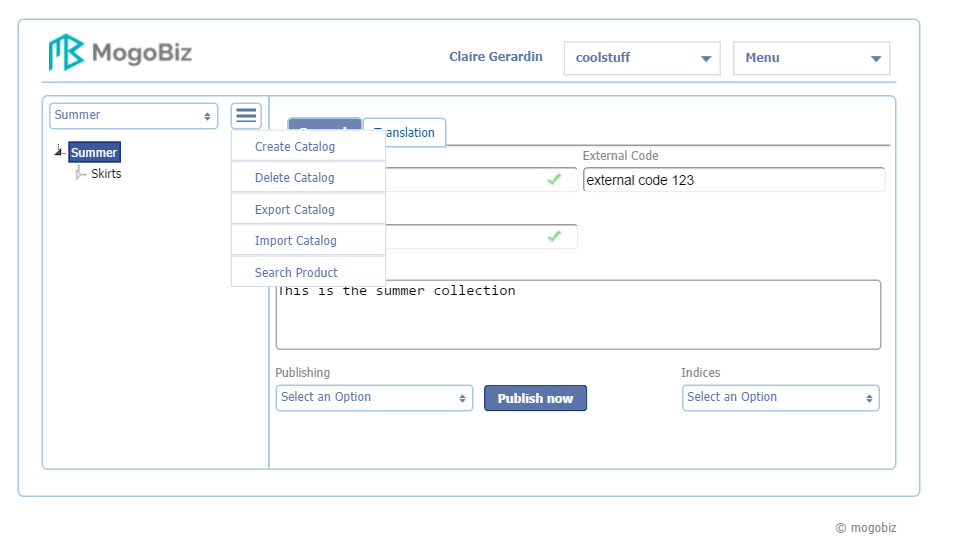 MogoBiz
Claire Gerardin
coolstuff
Menu
Summer
Translation
Summer
Skirts
Create Catalog
Delete Catalog
Export Catalog
Import Catalog
Search Product
External Code
external code 123
This is the summer collection
Publishing
Indices
Select an Option
Publish now
Select an Option
© mogobiz